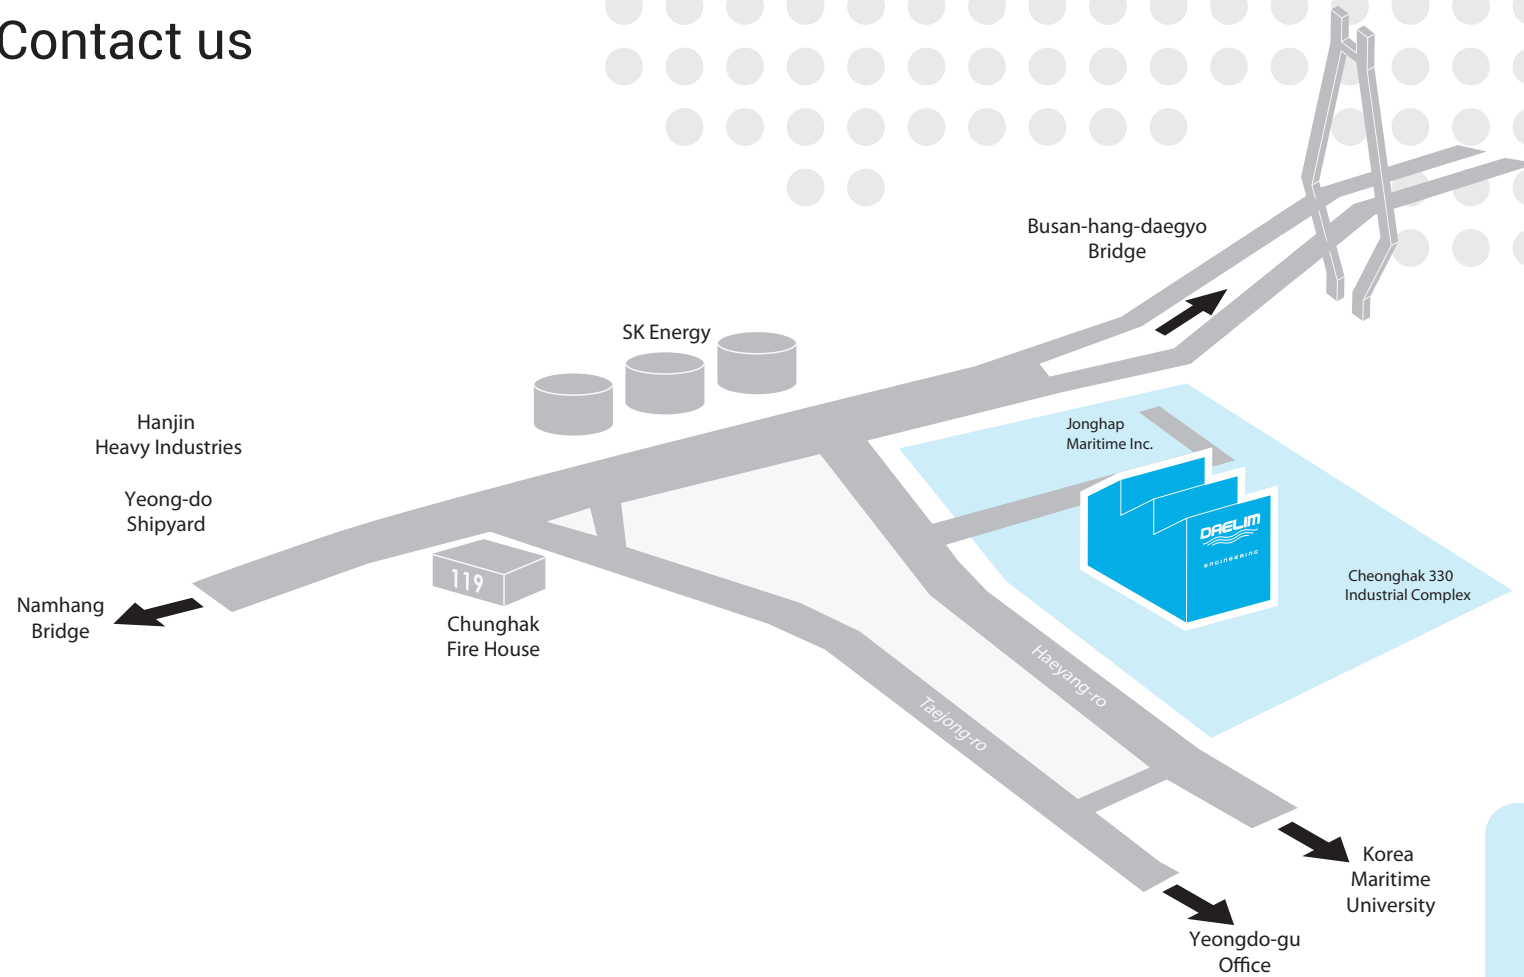 Contact us
Busan-hang-daegyo
Bridge
SK Energy
Hanjin
Heavy Industries
Jonghap
Maritime Inc.
Yeong-do
Shipyard
DAELIM
ENGINEERING
119
Cheonghak 330
Industrial Complex
Namhang
Bridge
Chunghak
Fire House
Haeyang-ro
Taejong-ro
Korea
Maritime
University
Yeongdo-gu
Office